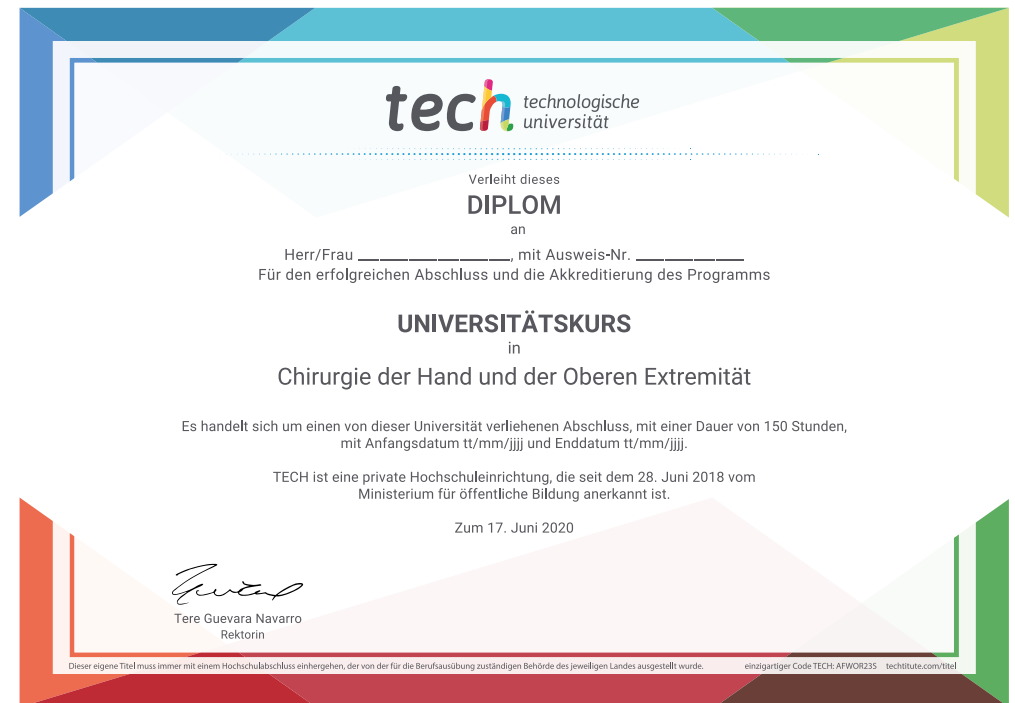 tech technologische
universität
Verleiht dieses
DIPLOM
an
Herr/Frau ____________________, mit Ausweis-Nr. ______________
Für den erfolgreichen Abschluss und die Akkreditierung des Programms
UNIVERSITÄTSKURS
in
Chirurgie der Hand und der Oberen Extremität
Es handelt sich um einen von dieser Universität verliehenen Abschluss, mit einer Dauer von 150 Stunden,
mit Anfangsdatum tt/mm/jjjj und Enddatum tt/mm/jjjj.
TECH ist eine private Hochschuleinrichtung, die seit dem 28. Juni 2018 vom
Ministerium für öffentliche Bildung anerkannt ist.
Zum 17. Juni 2020
Tere Guevara Navarro
Rektorin
Dieser eigene Titel muss immer mit einem Hochschulabschluss einhergehen, der von der für die Berufsausübung zuständigen Behörde des jeweiligen Landes ausgestellt wurde. einzigartiger Code TECH: AFWOR23S techtitute.com/titel